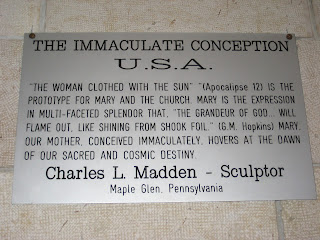 THE IMMACULATE CONCEPTION
U.S.A.
"THE WOMAN CLOTHED WITH THE SUN" "(Apocalipse 12) IS THE
PROTOTYPE FOR MARY AND THE CHURCH. MARY IS THE EXPRESSION
IN MULTI-FACETED SPLENDOR THAT, "THE GRANDEUR OF GOD... WILL
FLAME OUT, LIKE SHINING FROM SHOOK FOIL." (G.M. Hopkins) MARY,
OUR MOTHER, CONCEIVED IMMACULATELY, HOVERS AT THE DAWN
OF OUR SACRED AND COSMIC DESTINY.
Charles L. Madden - Sculptor
Maple Glen, Pennsylvania